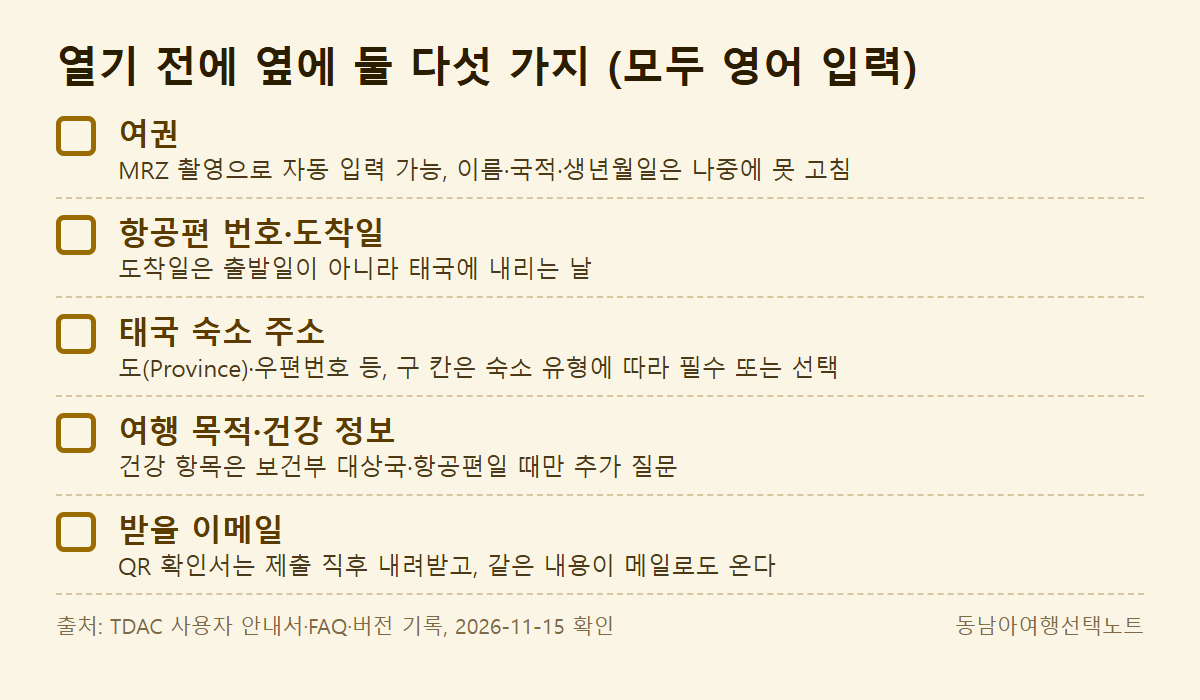 열기 전에 옆에 둘 다섯 가지 (모두 영어 입력)
여권
MRZ 촬영으로 자동 입력 가능, 이름·국적·생년월일은 나중에 못 고침
항공편 번호·도착일
도착일은 출발일이 아니라 태국에 내리는 날
태국 숙소 주소
도(Province)·우편번호 등, 구 칸은 숙소 유형에 따라 필수 또는 선택
여행 목적·건강 정보
건강 항목은 보건부 대상국·항공편일 때만 추가 질문
받을 이메일
QR 확인서는 제출 직후 내려받고, 같은 내용이 메일로도 온다
출처: TDAC 사용자 안내서·FAQ·버전 기록, 2026-11-15 확인
동남아여행선택노트